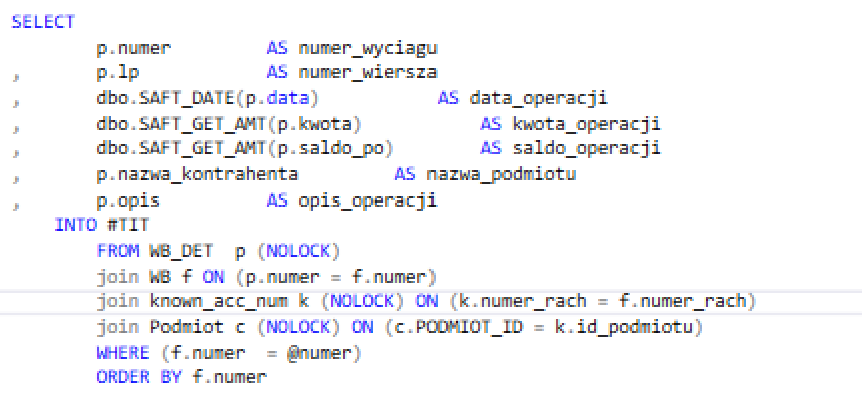 SELECT
p.numer AS numer_wyciagu
, p.lp AS numer_wiersza
, dbo.SAFT_DATE(p.data) AS data_operacji
, dbo.SAFT_GET_AMT(p.kwota) AS kwota_operacji
, dbo.SAFT_GET_AMT(p.saldo_po) AS saldo_operacji
, p.nazwa_kontrahenta AS nazwa_podmiotu
, p.opis AS opis_operacji
INTO #TIT
FROM WB_DET p (NOLOCK)
join WB f ON (p.numer = f.numer)
join known_acc_num k (NOLOCK) ON (k.numer_rach = f.numer_rach)
join Podmiot c (NOLOCK) ON (c.PODMIOT_ID = k.id_podmiotu)
WHERE (f.numer = @numer)
ORDER BY f.numer